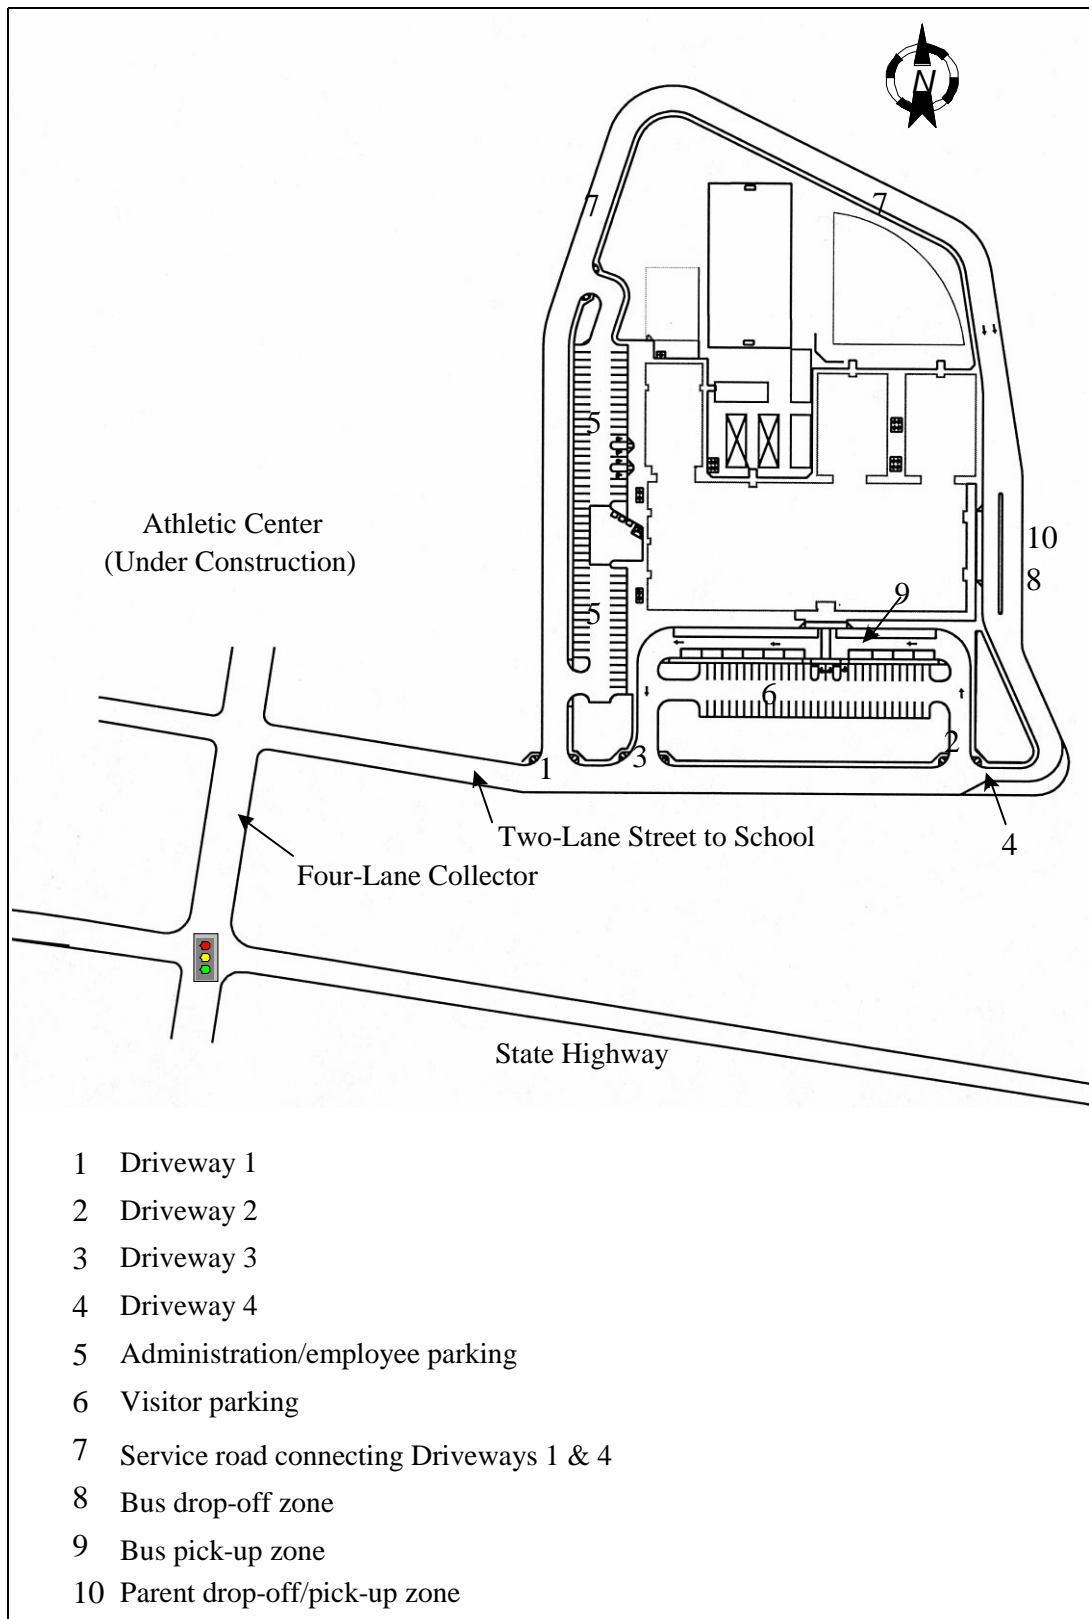 N
7
7
5
Athletic Center
(Under Construction)
10
8
9
5
6
2
3
1
Two-Lane Street to School
4
Four-Lane Collector
State Highway
1 Driveway 1
2 Driveway 2
3 Driveway 3
4 Driveway 4
5 Administration/employee parking
6 Visitor parking
7 Service road connecting Driveways 1 & 4
8 Bus drop-off zone
9 Bus pick-up zone
10 Parent drop-off/pick-up zone